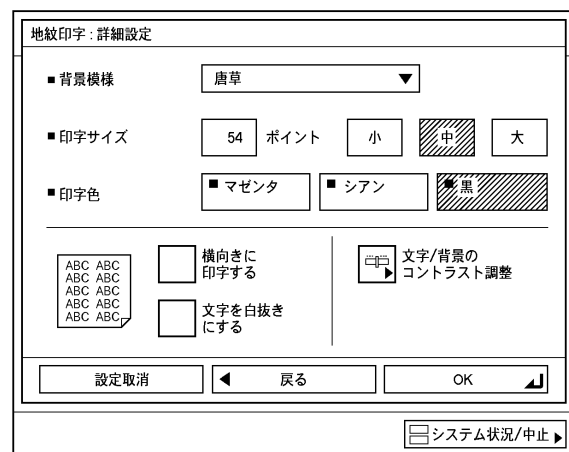 地紋印字 : 詳細設定
■ 背景模様
唐草 ▼
■ 印字サイズ
54 ポイント 小 中 大
■ 印字色
■ マゼンタ ■ シアン ■ 黒
ABC ABC
ABC ABC
ABC ABC
ABC ABC
ABC ABC
横向きに
印字する
文字を白抜き
にする
文字/背景の
コントラスト調整
設定取消 戻る OK
システム状況/中止